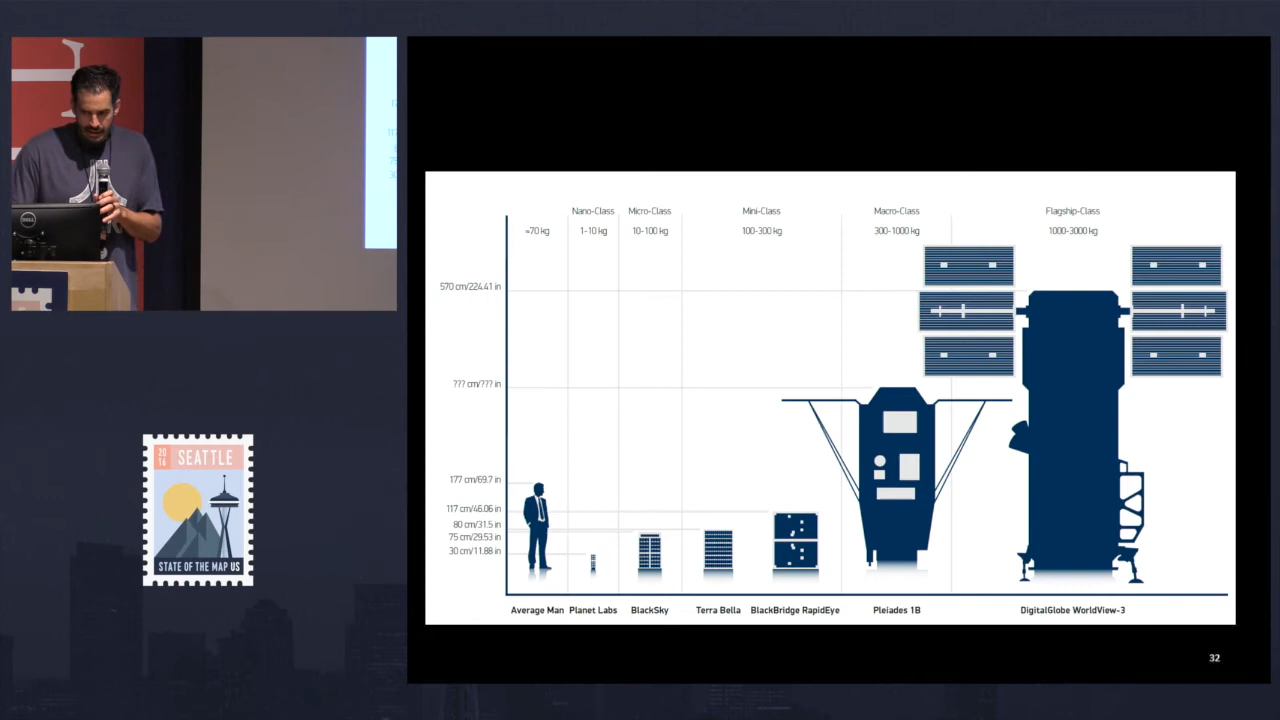 Nano-Class
Micro-Class
Mini-Class
Macro-Class
Flagship-Class
≈70 kg
1-10 kg
10-100 kg
100-300 kg
300-1000 kg
1000-3000 kg
570 cm/224.41 in
??? cm/??? in
177 cm/69.7 in
117 cm/46.06 in
80 cm/31.5 in
75 cm/29.53 in
30 cm/11.88 in
Average Man
Planet Labs
BlackSky
Terra Bella
BlackBridge RapidEye
Pleiades 1B
DigitalGlobe WorldView-3
32
DELL
20
16
SEATTLE
STATE OF THE MAP US